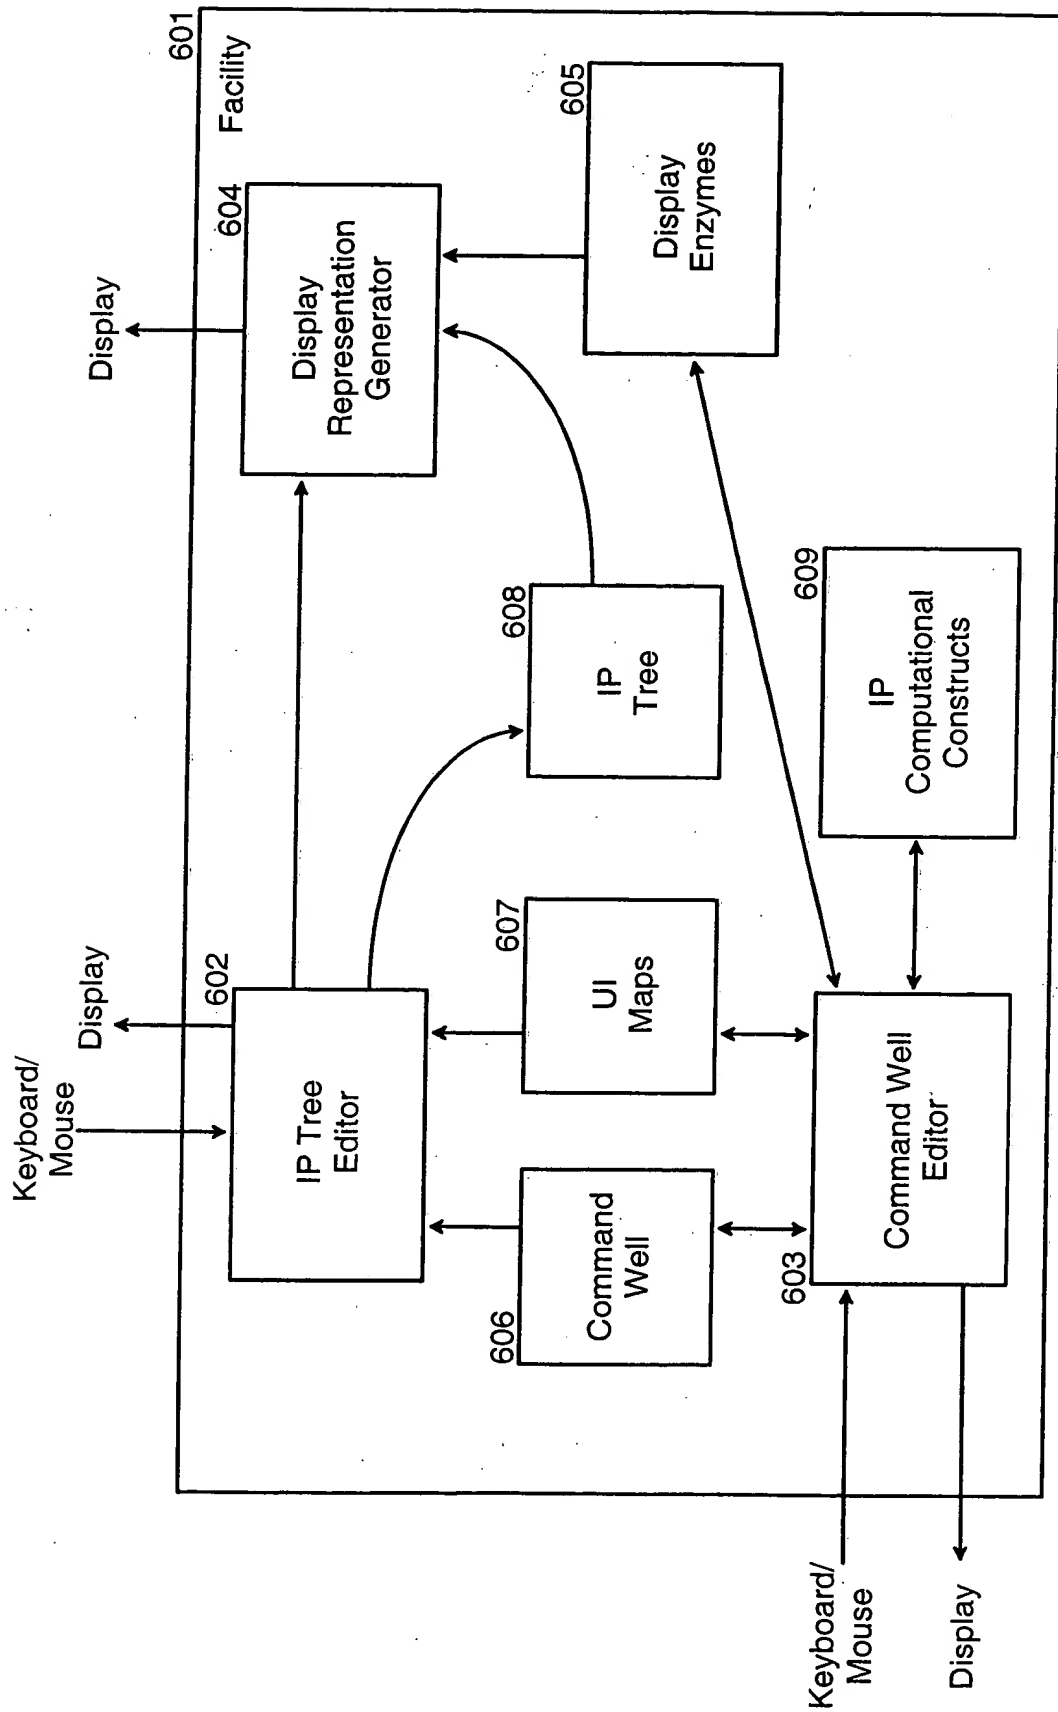 Keyboard/
Mouse
Display
Display
601
Facility
602
IP Tree
Editor
604
Display
Representation
Generator
606
Command
Well
607
UI
Maps
608
IP
Tree
605
Display
Enzymes
Keyboard/
Mouse
Display
603
Command Well
Editor
609
IP
Computational
Constructs